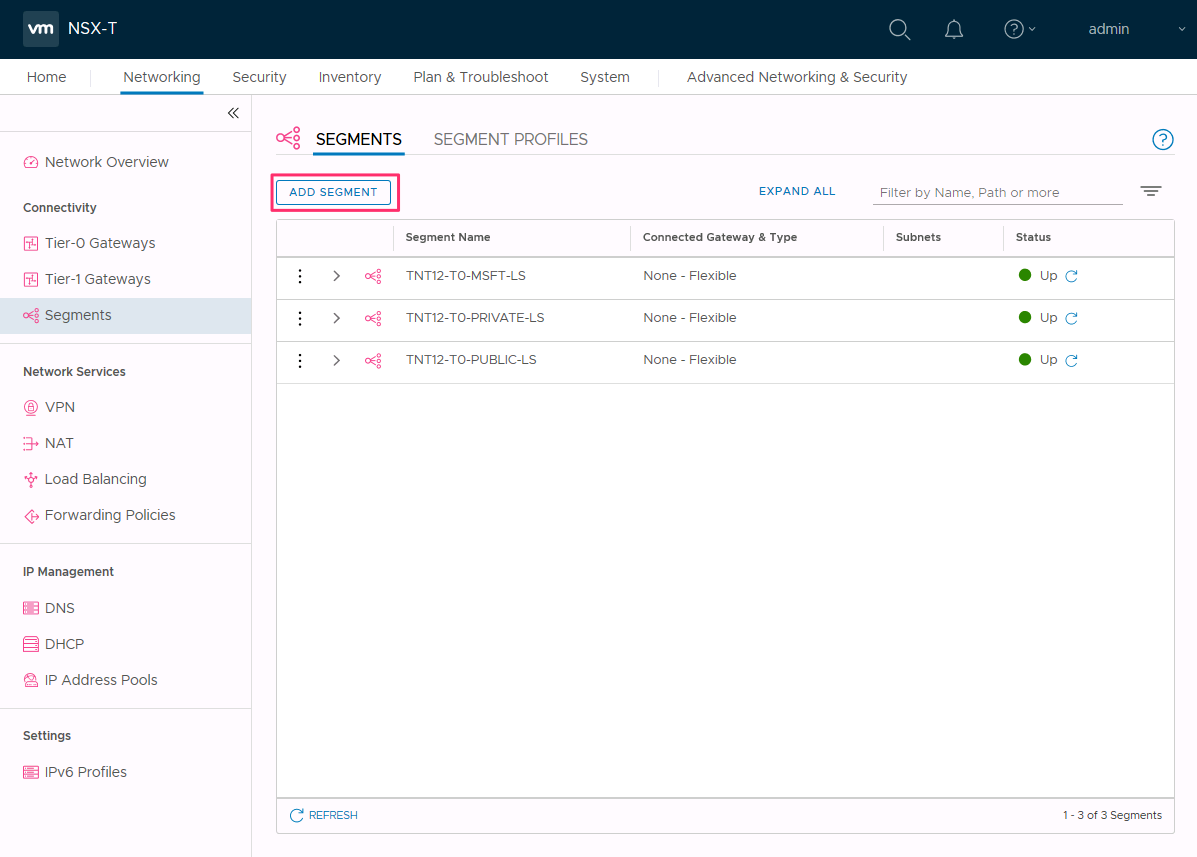 vm NSX-T
? admin
Home Networking Security Inventory Plan & Troubleshoot System Advanced Networking & Security
Network Overview
Connectivity
Tier-0 Gateways
Tier-1 Gateways
Segments
Network Services
VPN
NAT
Load Balancing
Forwarding Policies
IP Management
DNS
DHCP
IP Address Pools
Settings
IPv6 Profiles
SEGMENTS SEGMENT PROFILES ?
ADD SEGMENT EXPAND ALL Filter by Name, Path or more
Segment Name Connected Gateway & Type Subnets Status
TNT12-T0-MSFT-LS None - Flexible Up
TNT12-T0-PRIVATE-LS None - Flexible Up
TNT12-T0-PUBLIC-LS None - Flexible Up
REFRESH 1 - 3 of 3 Segments